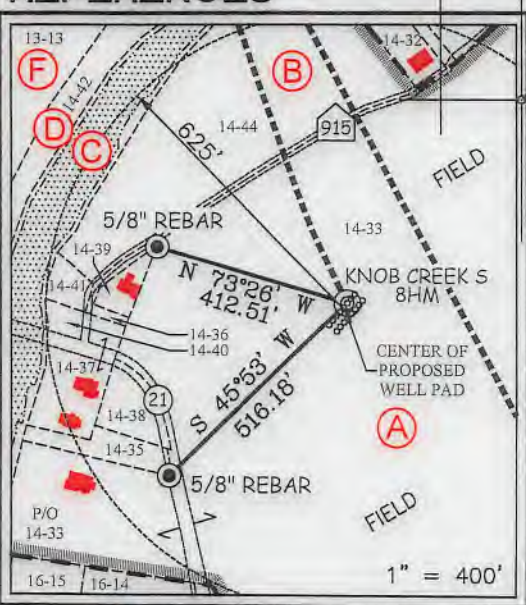 REFERENCES
13-13
F
14-42
D
C
B
14-32
14-44
915
625'
FIELD
5/8" REBAR
14-33
14-39
14-41
N 73°26' W
412.51'
KNOB CREEK S
8HM
14-36
14-40
CENTER OF
PROPOSED
WELL PAD
14-37
S 45°53' W
516.18'
21
14-38
A
14-35
5/8" REBAR
FIELD
P/O
14-33
16-15
16-14
1" = 400'